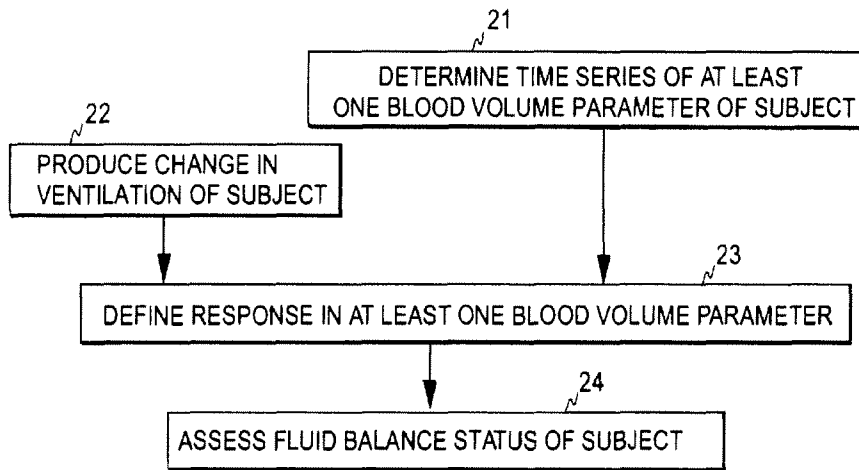 21
DETERMINE TIME SERIES OF AT LEAST
ONE BLOOD VOLUME PARAMETER OF SUBJECT
22
PRODUCE CHANGE IN
VENTILATION OF SUBJECT
23
DEFINE RESPONSE IN AT LEAST ONE BLOOD VOLUME PARAMETER
24
ASSESS FLUID BALANCE STATUS OF SUBJECT